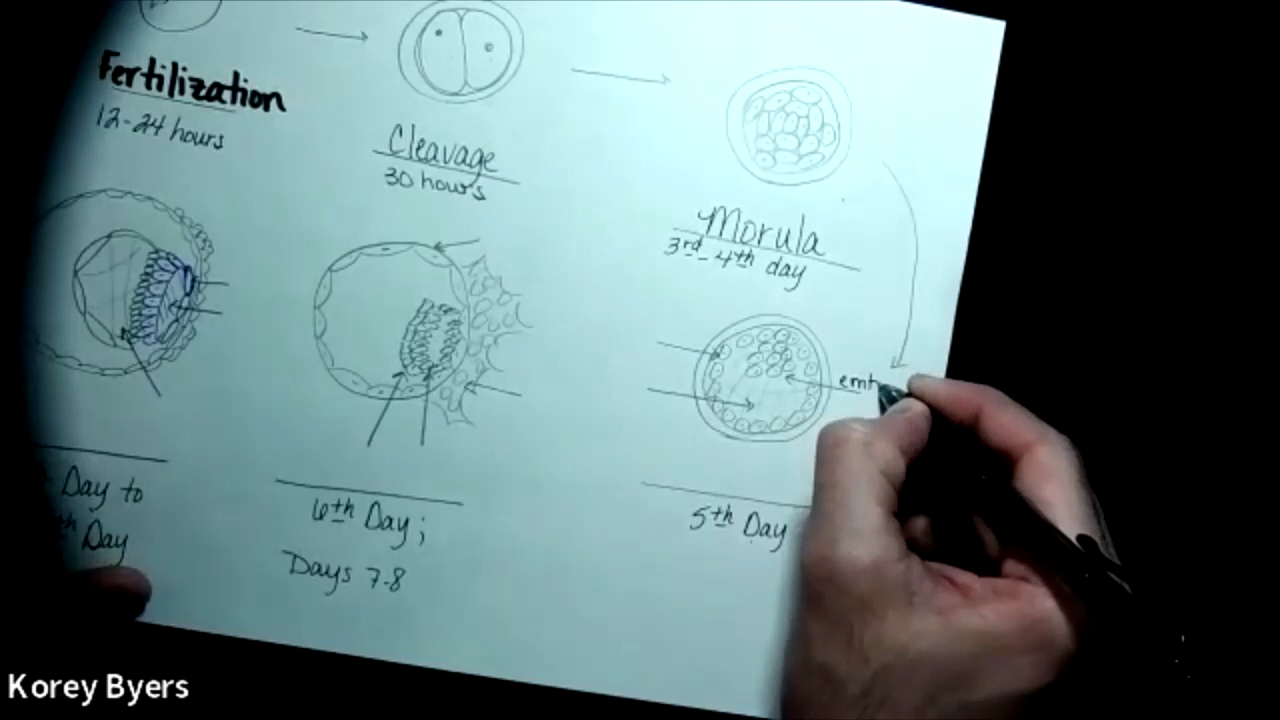 Fertilization
12-24 hours
Cleavage
30 hours
Morula
3rd-4th day
emb
Day to
th Day
6th Day;
Days 7-8
5th Day
Korey Byers